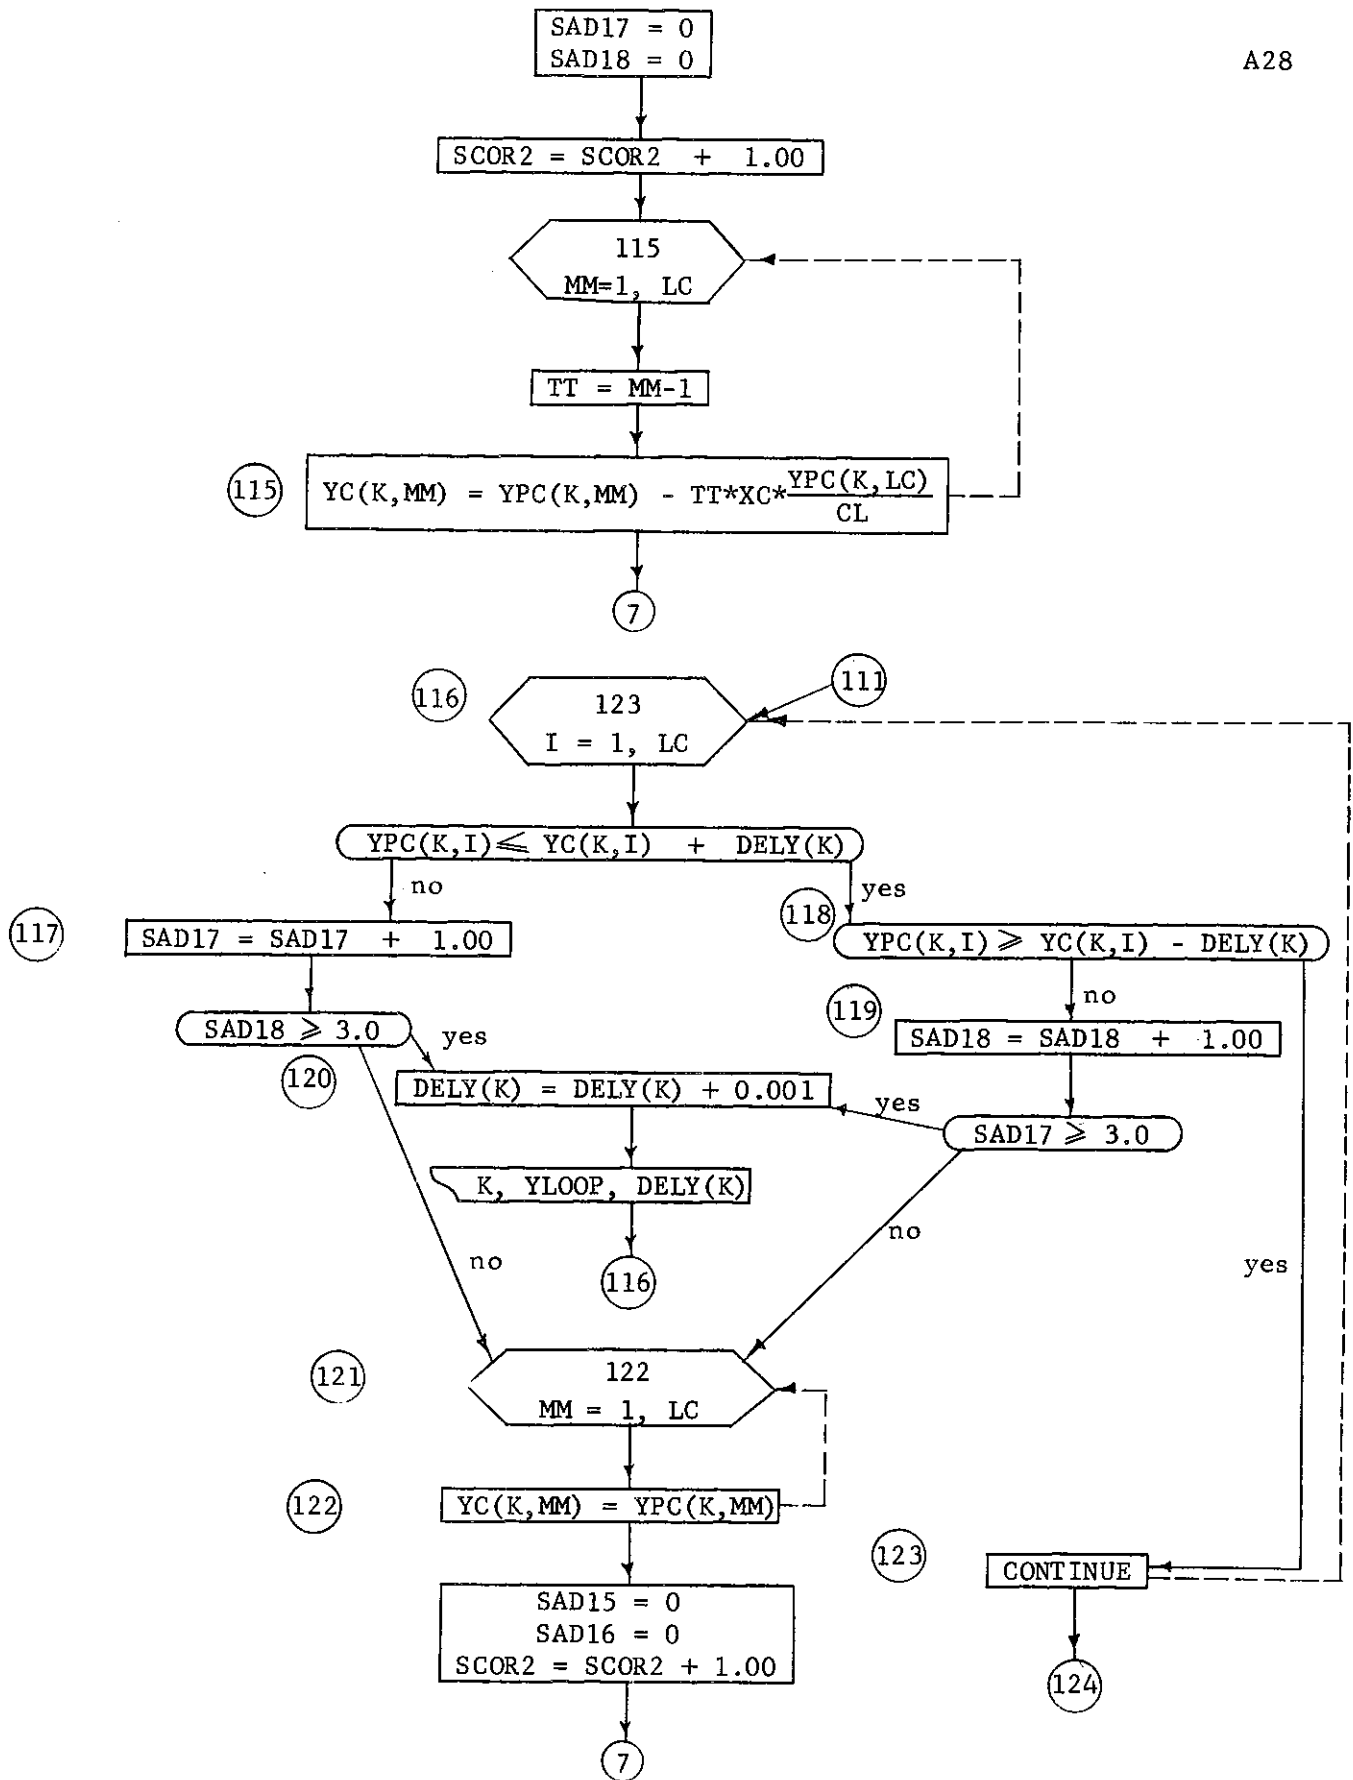 A28
SAD17 = 0
SAD18 = 0
SCOR2 = SCOR2 + 1.00
115
MM=1, LC
TT = MM-1
115
YC(K,MM) = YPC(K,MM) - TT*XC*YPC(K,LC)
CL
7
116
123
I = 1, LC
111
YPC(K,I) ⩽ YC(K,I) + DELY(K)
no
yes
117
SAD17 = SAD17 + 1.00
118
YPC(K,I) ⩾ YC(K,I) - DELY(K)
no
119
SAD18 ⩾ 3.0
yes
SAD18 = SAD18 + 1.00
120
DELY(K) = DELY(K) + 0.001
yes
SAD17 ⩾ 3.0
K, YLOOP, DELY(K)
no
no
yes
116
121
122
MM = 1, LC
122
YC(K,MM) = YPC(K,MM)
123
CONTINUE
SAD15 = 0
SAD16 = 0
SCOR2 = SCOR2 + 1.00
124
7